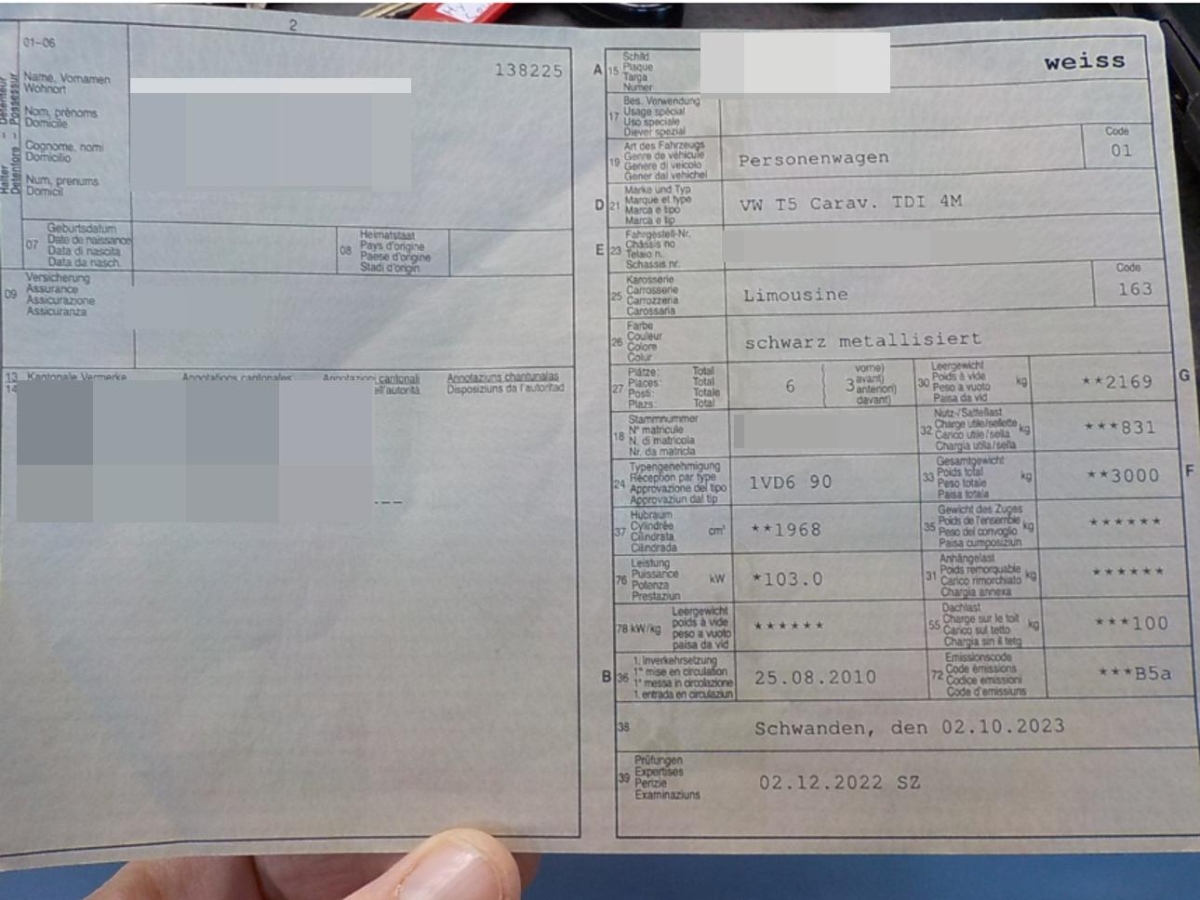 2
01-06
138225
Halter
Détenteur
Detentore
Possessur
Name, Vornamen
Wohnort
Nom, prénoms
Domicile
Cognome, nomi
Domicilio
Num, prenums
Domicil
07
Geburtsdatum
Date de naissance
Data di nascita
Data da nasch.
08
Heimatstaat
Pays d'origine
Paese d'origine
Stadi d'origin
09
Versicherung
Assurance
Assicurazione
Assicuranza
13 Kantonale Vermerke
Annotations cantonales
Annotazioni cantonali
Annotaziuns chantunalas
14
ll'autorità
Disposiziuns da l'autoritad
A 15
Schild
Plaque
Targa
Numer
weiss
17
Bes. Verwendung
Usage spécial
Uso speciale
Diever spezial
19
Art des Fahrzeugs
Genre de véhicule
Genere di veicolo
Gener dal vehichel
Personenwagen
Code
01
D 21
Marke und Typ
Marque et type
Marca e tipo
Marca e tip
VW T5 Carav. TDI 4M
E 23
Fahrgestell-Nr.
Châssis no
Telaio n.
Schassis nr.
25
Karosserie
Carrosserie
Carrozzeria
Carossaria
Limousine
Code
163
26
Farbe
Couleur
Colore
Colur
schwarz metallisiert
27
Plätze: Total
Places: Total
Posti: Totale
Plazs: Total
6
3
vorne)
avant)
anteriori)
davant)
30
Leergewicht
Poids à vide
Peso a vuoto
Paisa da vid
kg
**2169
G
18
Stammnummer
N° matricule
N. di matricola
Nr. da matricla
32
Nutz-/Sattellast
Charge utile/sellette
Carico utile/sella
Chargia utila/sella
kg
***831
24
Typengenehmigung
Réception par type
Approvazione del tipo
Approvaziun dal tip
1VD6 90
33
Gesamtgewicht
Poids total
Peso totale
Paisa totala
kg
**3000
F
37
Hubraum
Cylindrée
Cilindrata
Cilindrada
cm³
**1968
35
Gewicht des Zuges
Poids de l'ensemble
Peso del convoglio
Paisa cumposiziun
kg
******
76
Leistung
Puissance
Potenza
Prestaziun
kW
*103.0
31
Anhängelast
Poids remorquable
Carico rimorchiato
Chargia annexa
kg
******
78 kW/kg
Leergewicht
poids à vide
peso a vuoto
paisa da vid
******
55
Dachlast
Charge sur le toit
Carico sul tetto
Chargia sin il tetg
kg
***100
B 36
1. Inverkehrsetzung
1re mise en circulation
1a messa in circolazione
1. entrada en circulaziun
25.08.2010
72
Emissionscode
Code émissions
Codice emissioni
Code d'emissiuns
***B5a
38
Schwanden, den 02.10.2023
39
Prüfungen
Expertises
Perizie
Examinaziuns
02.12.2022 SZ